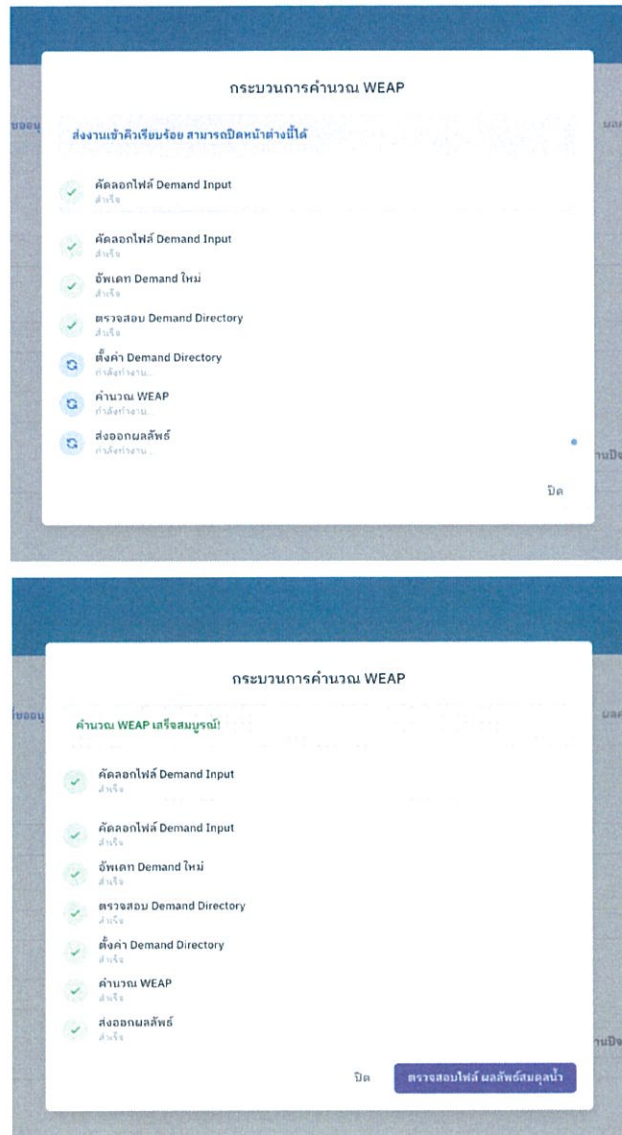 กระบวนการคำนวณ WEAP
ส่งงานเข้าคิวเรียบร้อย สามารถปิดหน้าต่างนี้ได้
คัดลอกไฟล์ Demand Input
สำเร็จ
คัดลอกไฟล์ Demand Input
สำเร็จ
อัพเดท Demand ใหม่
สำเร็จ
ตรวจสอบ Demand Directory
สำเร็จ
ตั้งค่า Demand Directory
กำลังทำงาน...
คำนวณ WEAP
กำลังทำงาน...
ส่งออกผลลัพธ์
กำลังทำงาน...
ปิด
กระบวนการคำนวณ WEAP
คำนวณ WEAP เสร็จสมบูรณ์!
คัดลอกไฟล์ Demand Input
สำเร็จ
คัดลอกไฟล์ Demand Input
สำเร็จ
อัพเดท Demand ใหม่
สำเร็จ
ตรวจสอบ Demand Directory
สำเร็จ
ตั้งค่า Demand Directory
สำเร็จ
คำนวณ WEAP
สำเร็จ
ส่งออกผลลัพธ์
สำเร็จ
ปิด ตรวจสอบไฟล์ ผลลัพธ์สมดุลน้ำ